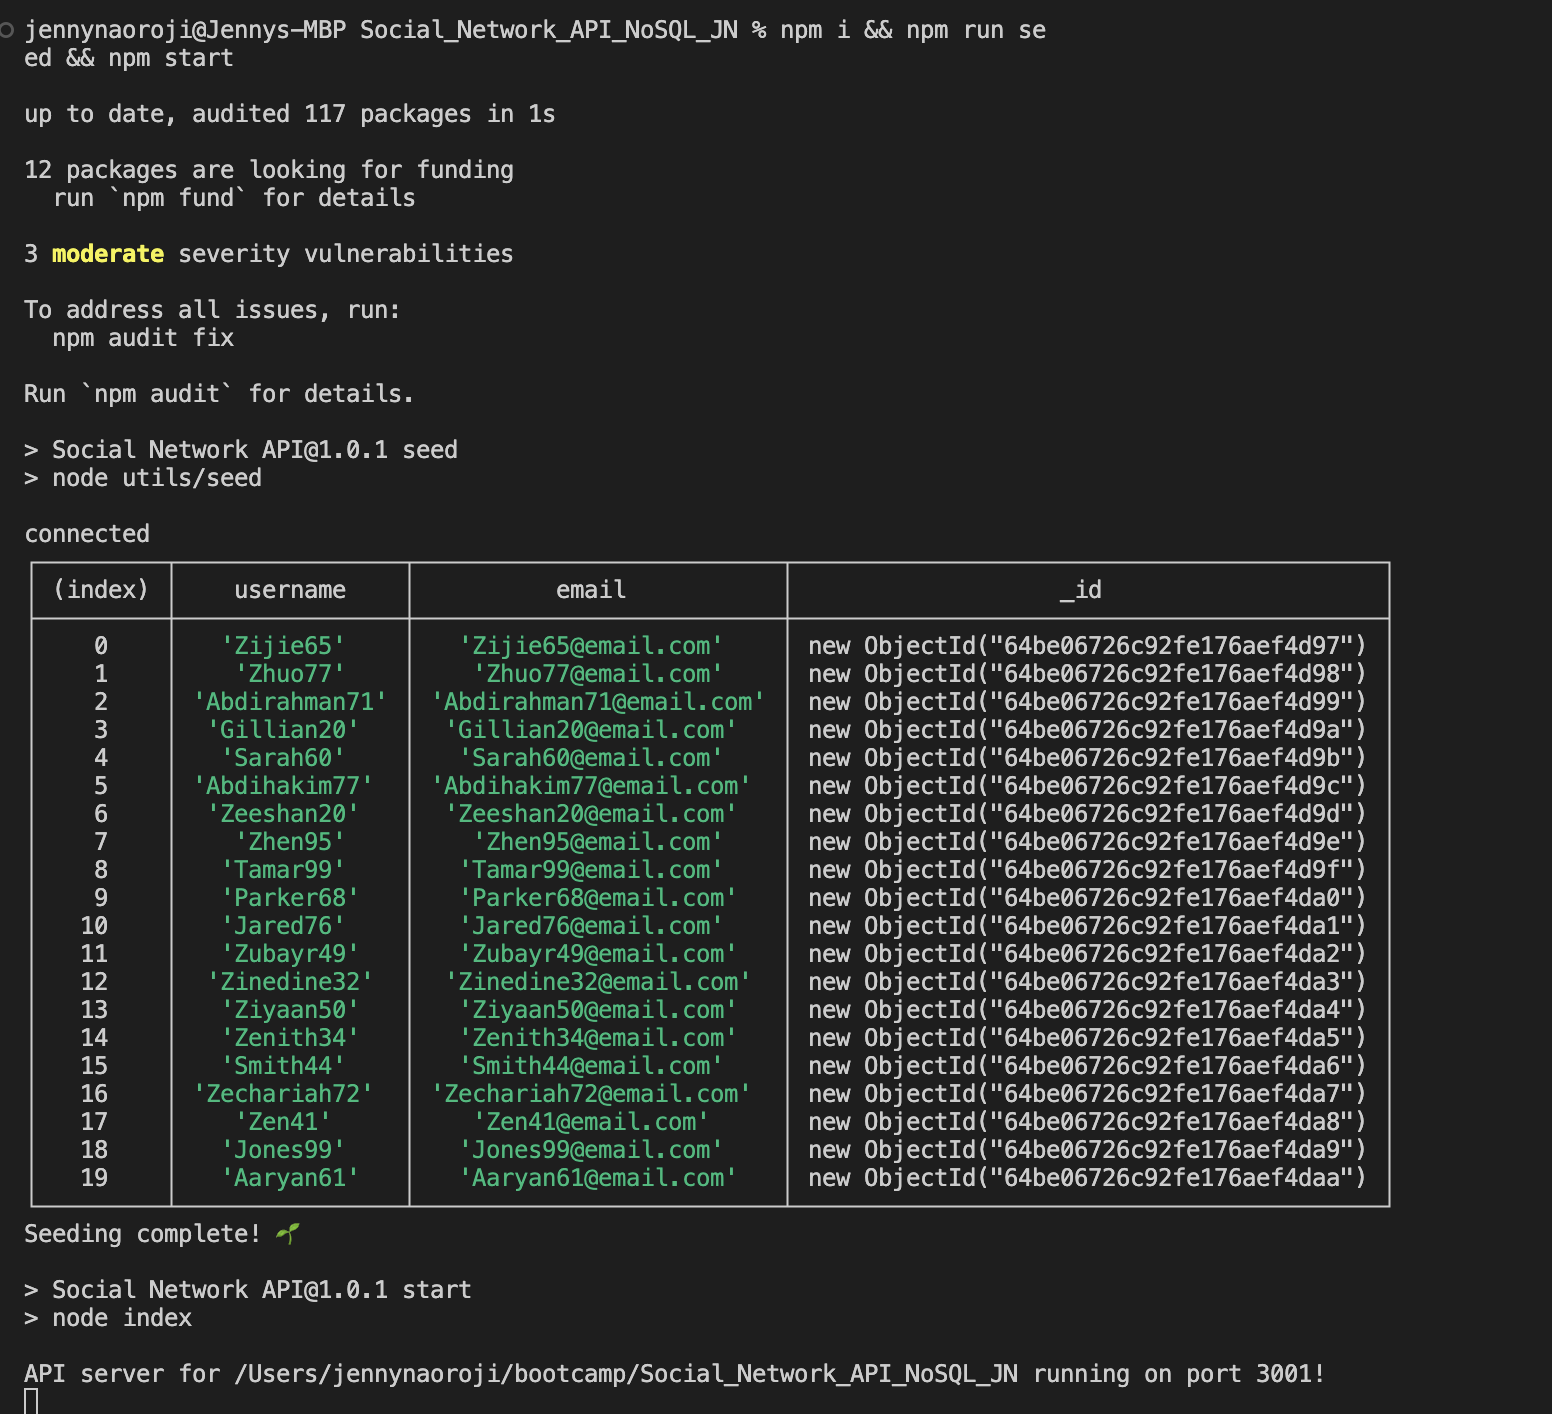 jennynaoroji@Jennys-MBP Social_Network_API_NoSQL_JN % npm i && npm run se
ed && npm start
up to date, audited 117 packages in 1s
12 packages are looking for funding
  run `npm fund` for details
3 moderate severity vulnerabilities
To address all issues, run:
  npm audit fix
Run `npm audit` for details.
> Social Network API@1.0.1 seed
> node utils/seed
connected
(index) username email _id
0 'Zijie65' 'Zijie65@email.com' new ObjectId("64be06726c92fe176aef4d97")
1 'Zhuo77' 'Zhuo77@email.com' new ObjectId("64be06726c92fe176aef4d98")
2 'Abdirahman71' 'Abdirahman71@email.com' new ObjectId("64be06726c92fe176aef4d99")
3 'Gillian20' 'Gillian20@email.com' new ObjectId("64be06726c92fe176aef4d9a")
4 'Sarah60' 'Sarah60@email.com' new ObjectId("64be06726c92fe176aef4d9b")
5 'Abdihakim77' 'Abdihakim77@email.com' new ObjectId("64be06726c92fe176aef4d9c")
6 'Zeeshan20' 'Zeeshan20@email.com' new ObjectId("64be06726c92fe176aef4d9d")
7 'Zhen95' 'Zhen95@email.com' new ObjectId("64be06726c92fe176aef4d9e")
8 'Tamar99' 'Tamar99@email.com' new ObjectId("64be06726c92fe176aef4d9f")
9 'Parker68' 'Parker68@email.com' new ObjectId("64be06726c92fe176aef4da0")
10 'Jared76' 'Jared76@email.com' new ObjectId("64be06726c92fe176aef4da1")
11 'Zubayr49' 'Zubayr49@email.com' new ObjectId("64be06726c92fe176aef4da2")
12 'Zinedine32' 'Zinedine32@email.com' new ObjectId("64be06726c92fe176aef4da3")
13 'Ziyaan50' 'Ziyaan50@email.com' new ObjectId("64be06726c92fe176aef4da4")
14 'Zenith34' 'Zenith34@email.com' new ObjectId("64be06726c92fe176aef4da5")
15 'Smith44' 'Smith44@email.com' new ObjectId("64be06726c92fe176aef4da6")
16 'Zechariah72' 'Zechariah72@email.com' new ObjectId("64be06726c92fe176aef4da7")
17 'Zen41' 'Zen41@email.com' new ObjectId("64be06726c92fe176aef4da8")
18 'Jones99' 'Jones99@email.com' new ObjectId("64be06726c92fe176aef4da9")
19 'Aaryan61' 'Aaryan61@email.com' new ObjectId("64be06726c92fe176aef4daa")
Seeding complete! 🌱
> Social Network API@1.0.1 start
> node index
API server for /Users/jennynaoroji/bootcamp/Social_Network_API_NoSQL_JN running on port 3001!